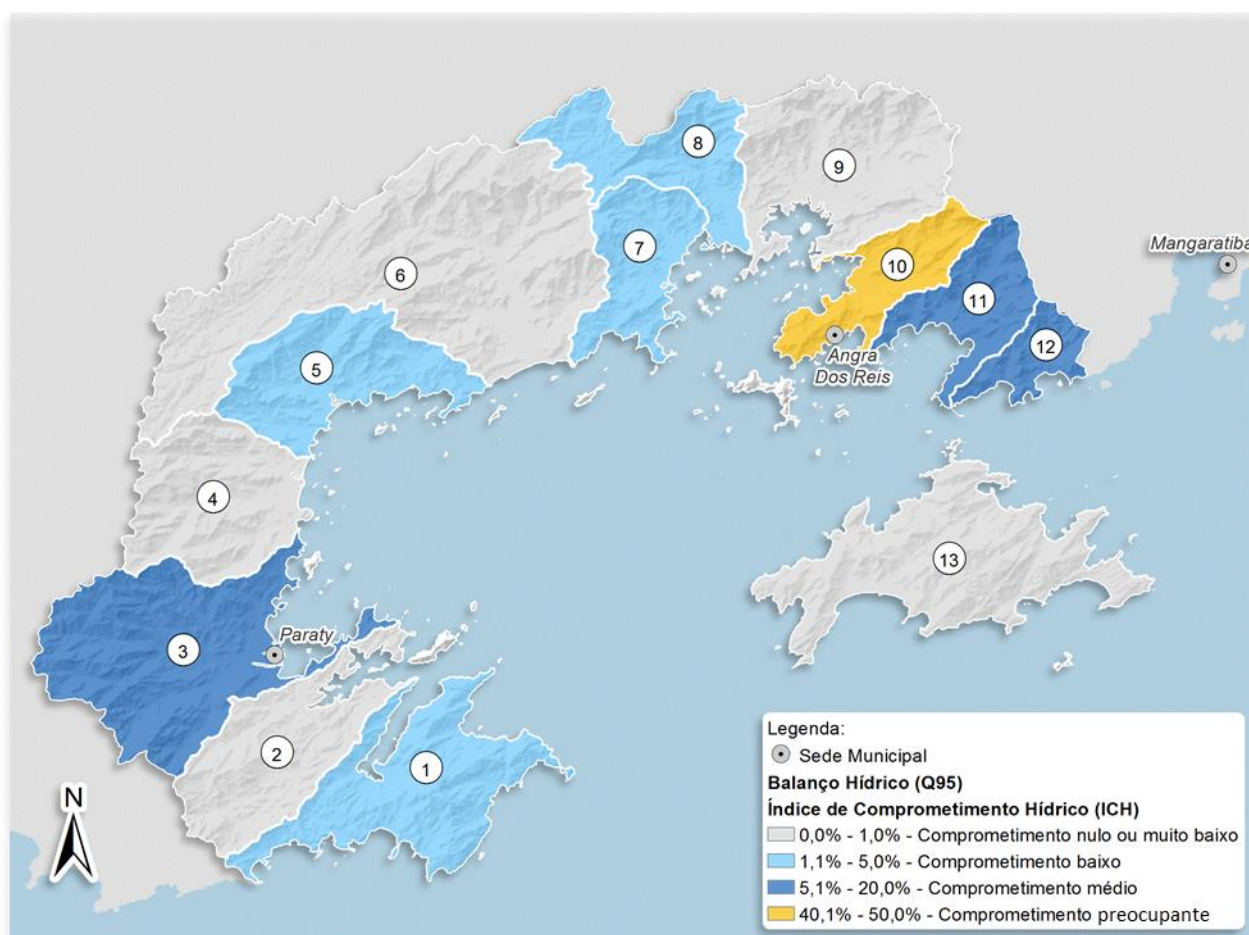 8
9
7
Mangaratiba
6
10
11
5
12
Angra
Dos Reis
4
13
Paraty
3
2
1
N
Legenda:
Sede Municipal
Balanço Hídrico (Q95)
Índice de Comprometimento Hídrico (ICH)
0,0% - 1,0% - Comprometimento nulo ou muito baixo
1,1% - 5,0% - Comprometimento baixo
5,1% - 20,0% - Comprometimento médio
40,1% - 50,0% - Comprometimento preocupante